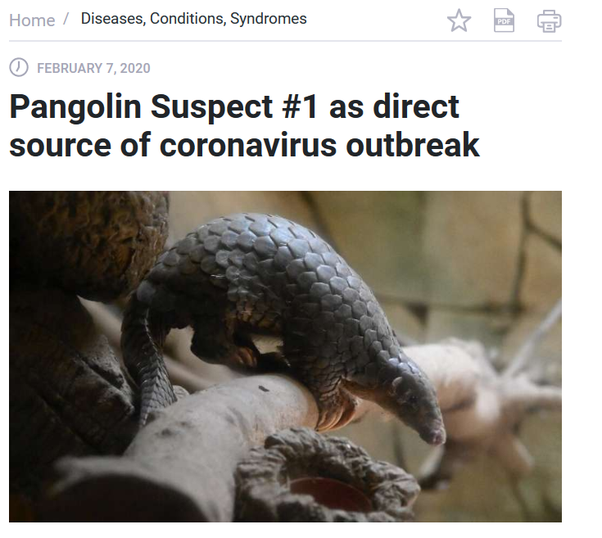 Home / Diseases, Conditions, Syndromes
PDF
FEBRUARY 7, 2020
Pangolin Suspect #1 as direct
source of coronavirus outbreak